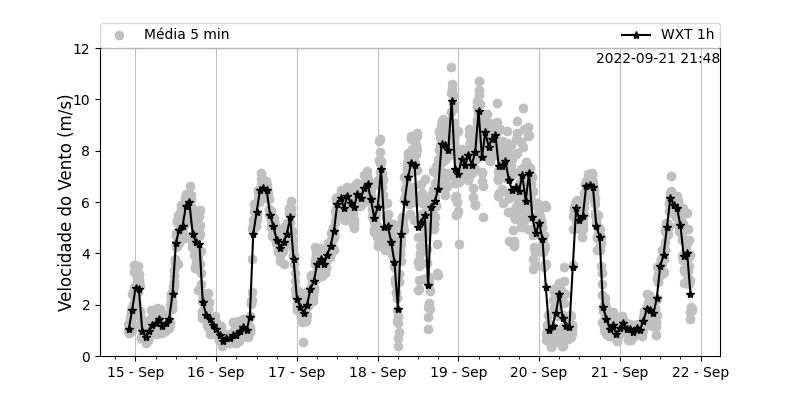 Média 5 min
WXT 1h
2022-09-21 21:48
Velocidade do Vento (m/s)
12
10
8
6
4
2
0
15 - Sep
16 - Sep
17 - Sep
18 - Sep
19 - Sep
20 - Sep
21 - Sep
22 - Sep